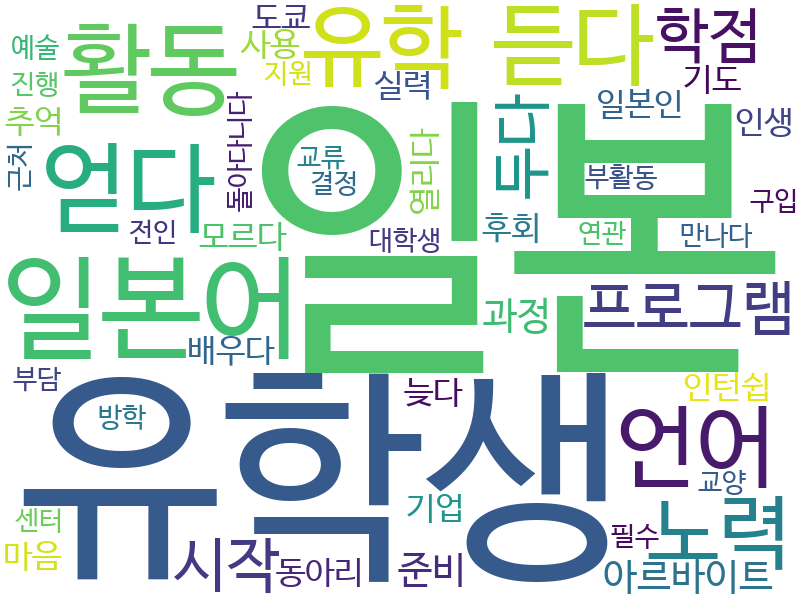 도쿄
유학
듣다
학점
예술
활동
사용
지원
실력
기도
진행
추억
돌아다니다
일본
두다
일본인
인생
근처
얻다
교류
결정
열리다
부활동
구입
전인
모르다
대학생
후회
연관
만나다
일본어
과정
프로그램
배우다
부담
유학생
늦다
인턴쉽
방학
언어
교양
센터
기업
노력
필수
마음
시작
동아리
준비
아르바이트